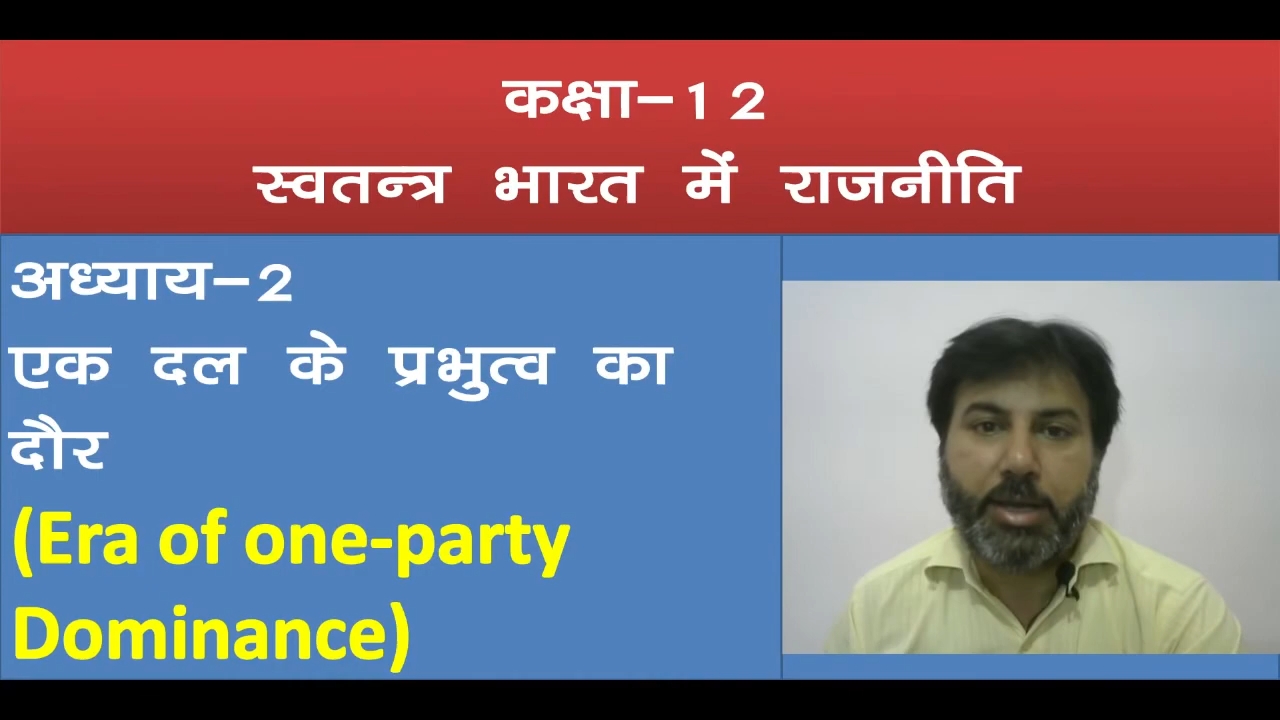 कक्षा-12
स्वतन्त्र भारत में राजनीति
अध्याय-2
एक दल के प्रभुत्व का
दौर
(Era of one-party
Dominance)